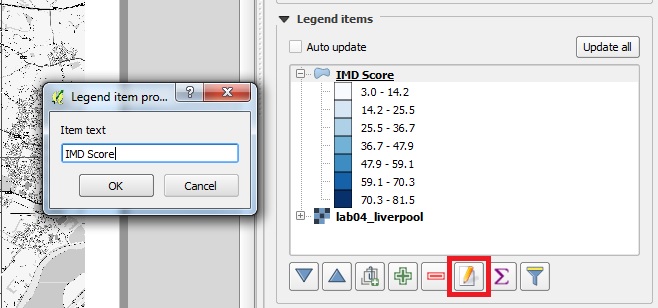 Legend items
Auto update
Update all
IMD Score
3.0 - 14.2
14.2 - 25.5
25.5 - 36.7
36.7 - 47.9
47.9 - 59.1
59.1 - 70.3
70.3 - 81.5
lab04_liverpool
Legend item pro...
Item text
IMD Score
OK
Cancel